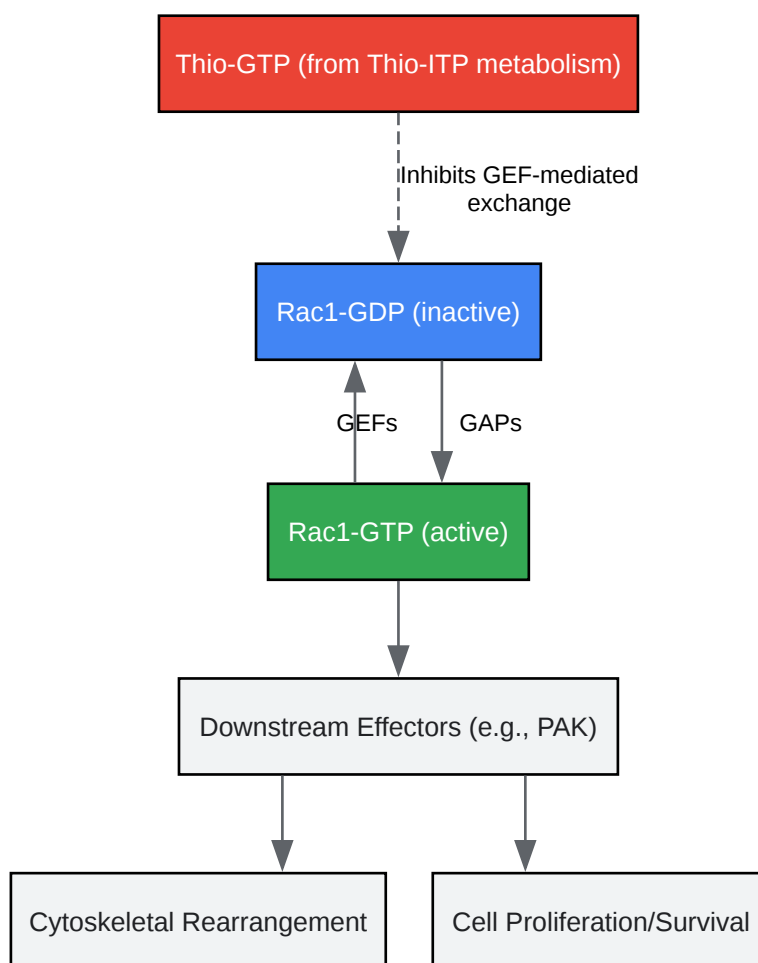 Thio-GTP (from Thio-ITP metabolism)
Inhibits GEF-mediated
exchange
Rac1-GDP (inactive)
GEFs
GAPs
Rac1-GTP (active)
Downstream Effectors (e.g., PAK)
Cytoskeletal Rearrangement
Cell Proliferation/Survival